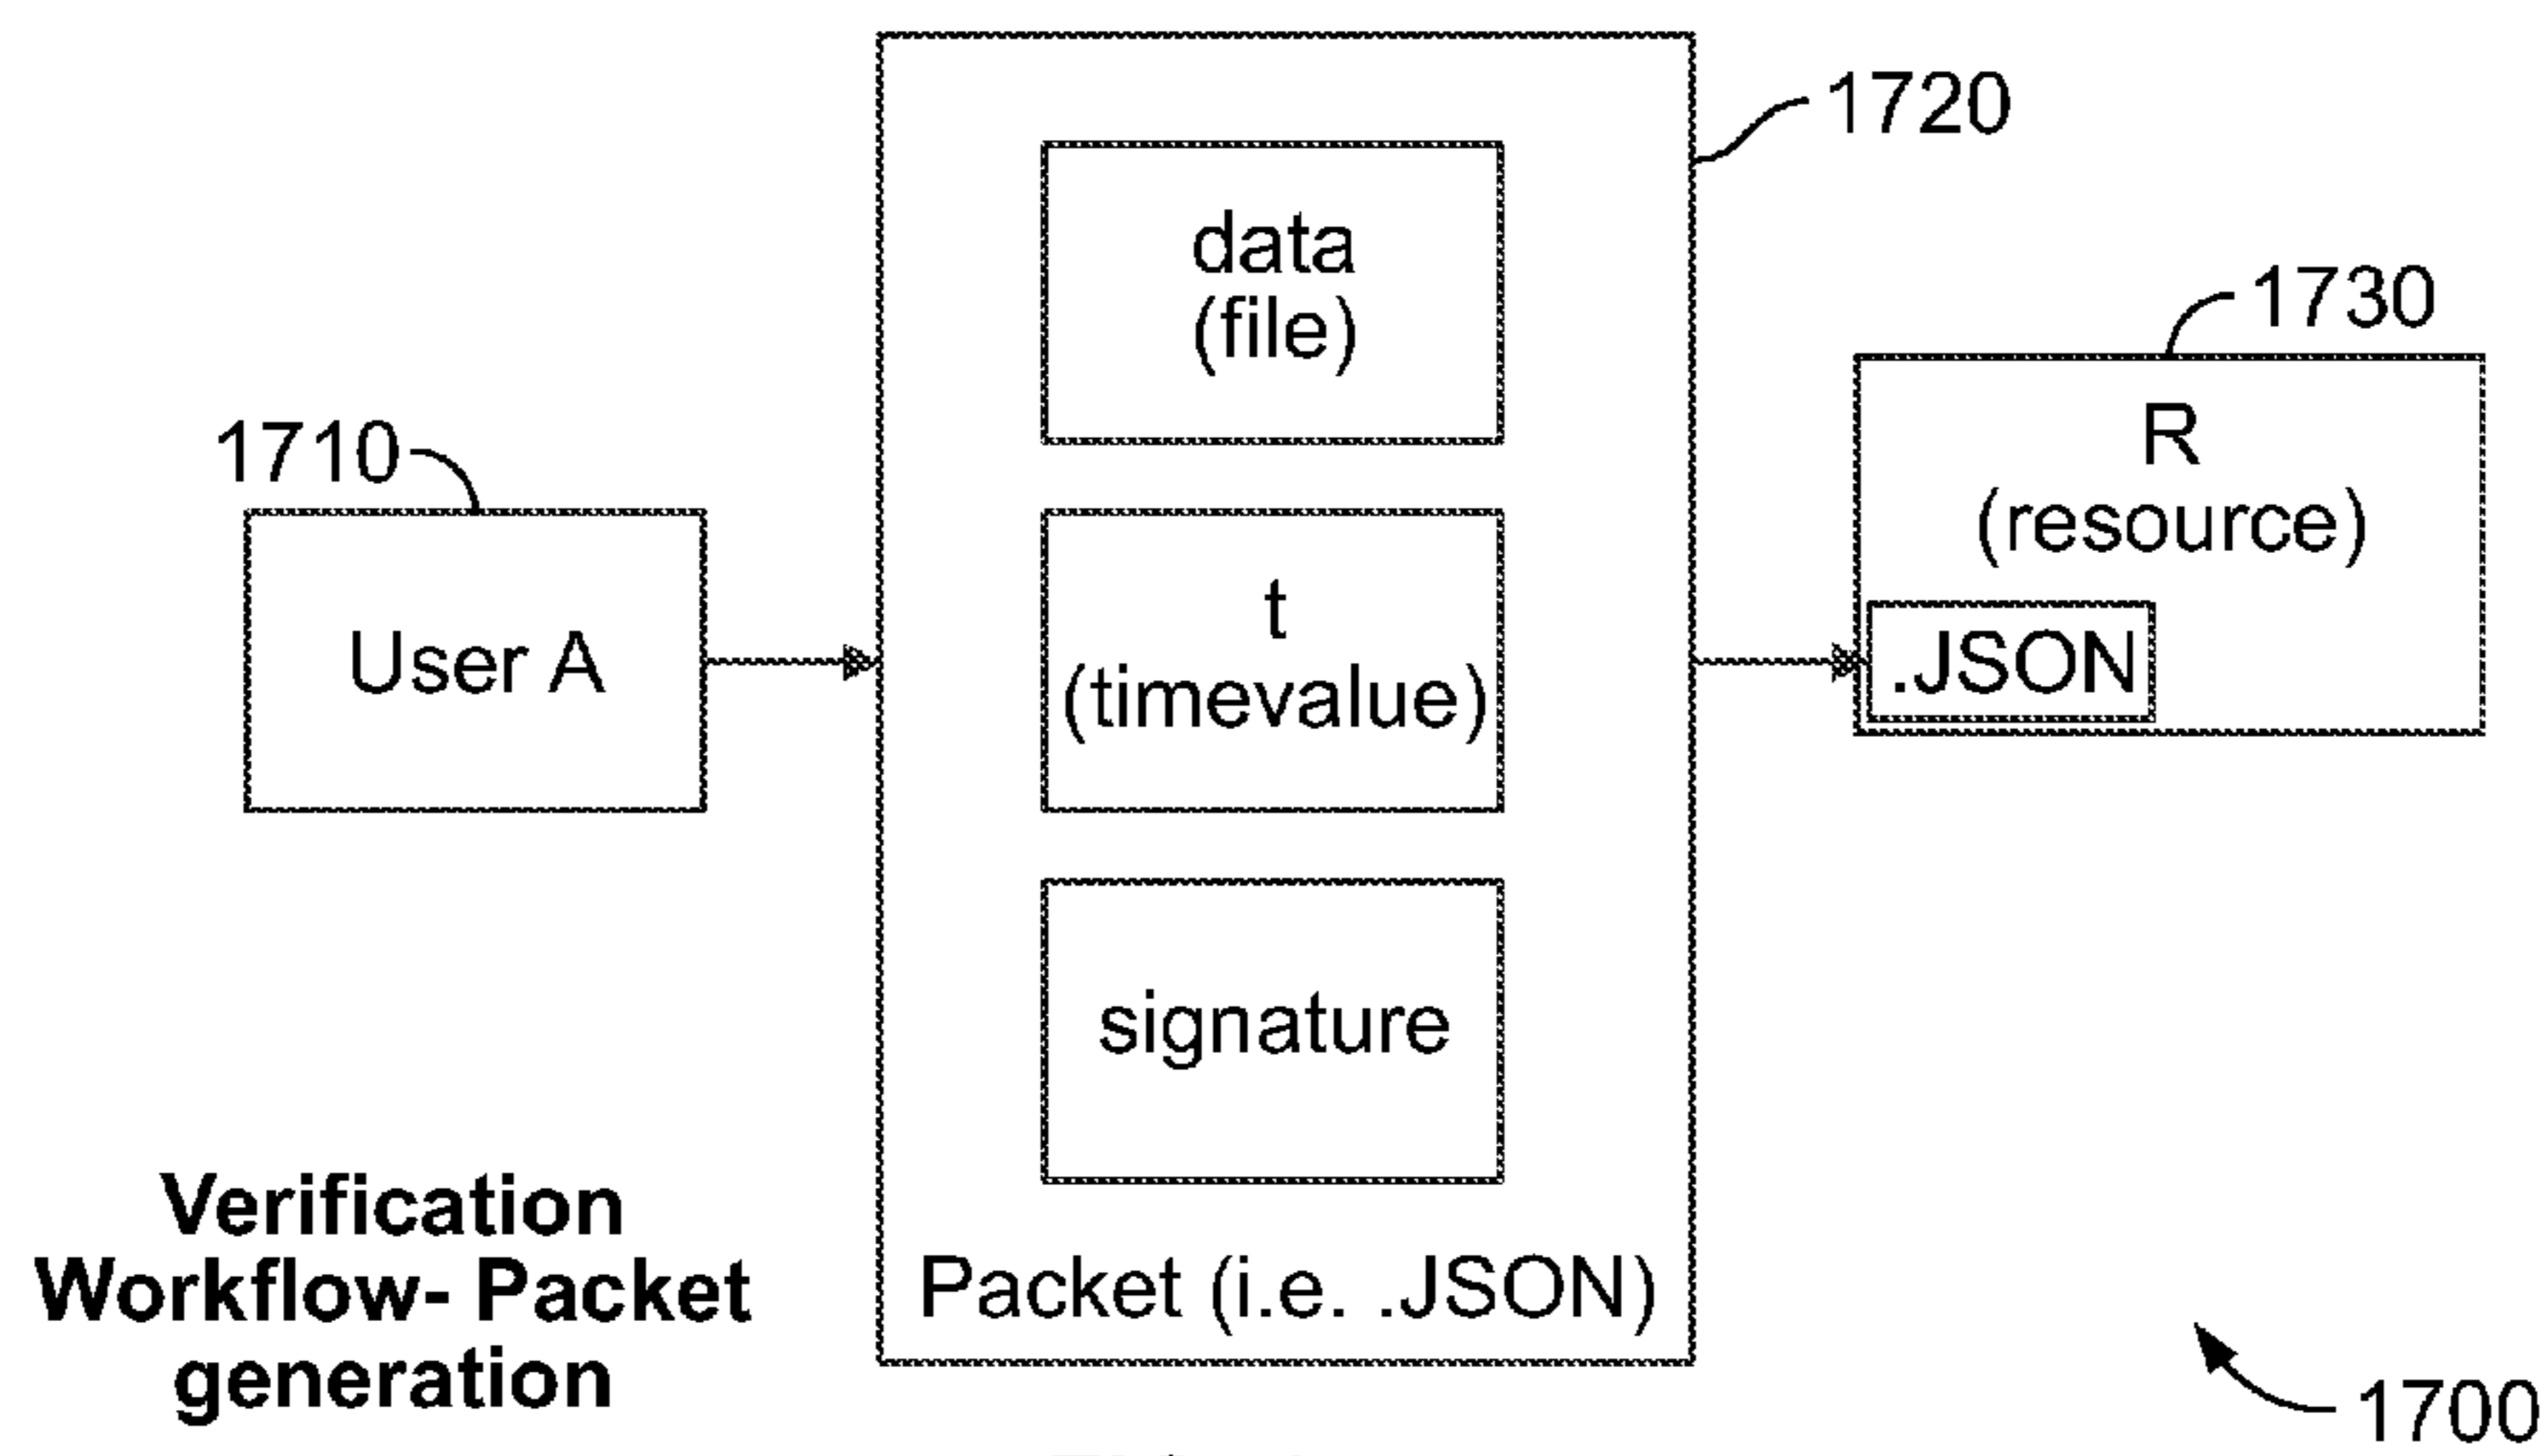 1720
data
(file)
1730
R
(resource)
.JSON
1710
User A
t
(timevalue)
signature
Packet (i.e. .JSON)
Verification
Workflow- Packet
generation
1700